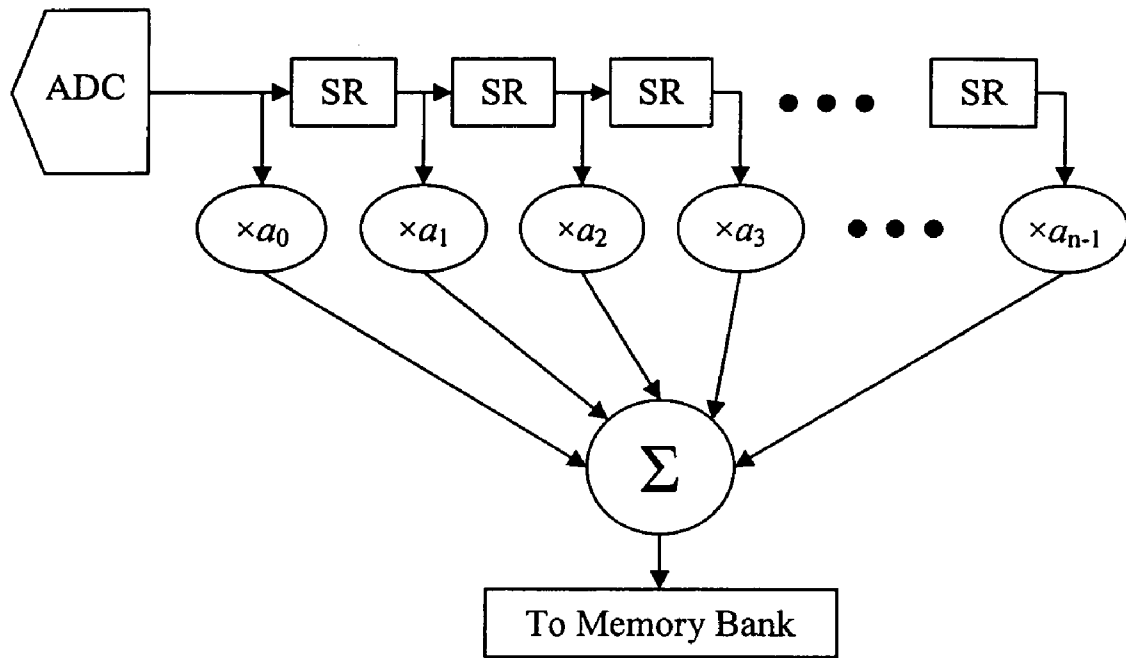 ADC
SR SR SR SR
×a₀ ×a₁ ×a₂ ×a₃ ×aₙ₋₁
Σ
To Memory Bank